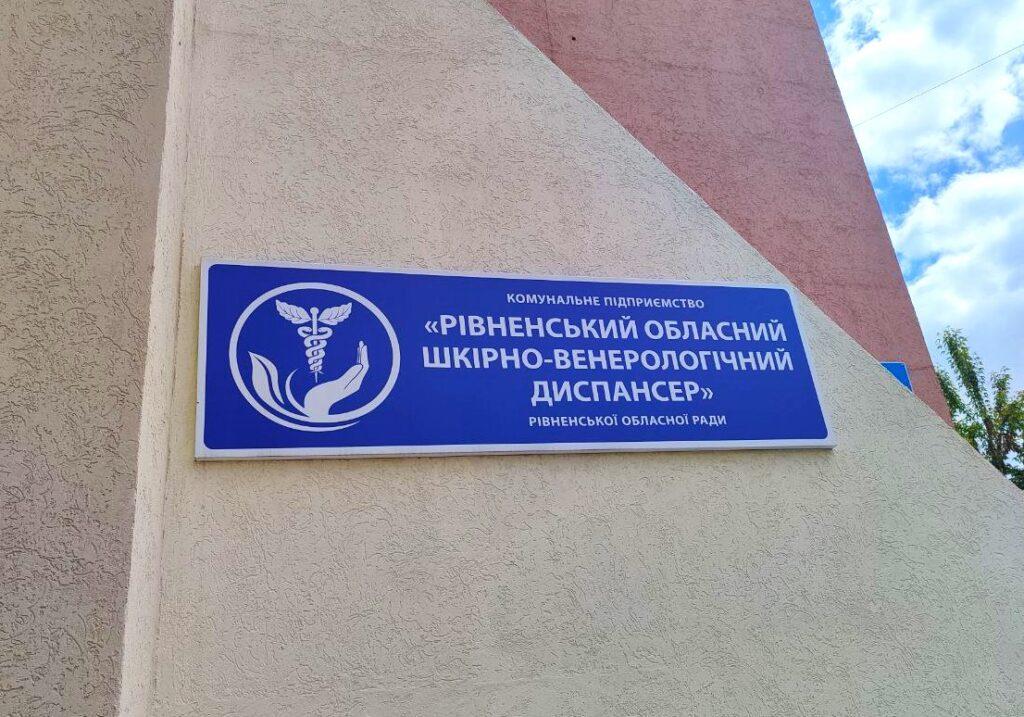 КОМУНАЛЬНЕ ПІДПРИЄМСТВО
«РІВНЕНСЬКИЙ ОБЛАСНИЙ
ШКІРНО-ВЕНЕРОЛОГІЧНИЙ
ДИСПАНСЕР»
РІВНЕНСЬКОЇ ОБЛАСНОЇ РАДИ